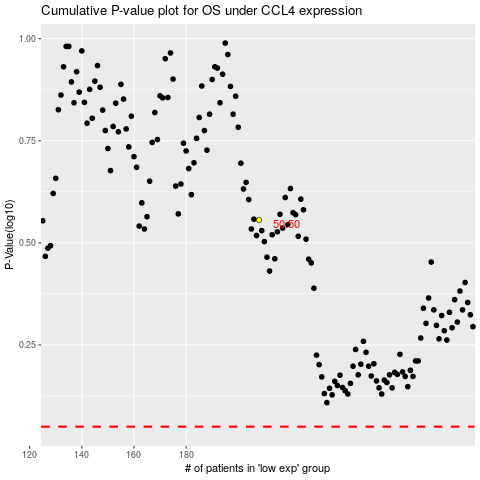 Cumulative P-value plot for OS under CCL4 expression
P-Value(log10)
1.00
0.75
0.50
0.25
50:50
120 140 160 180
# of patients in 'low exp' group